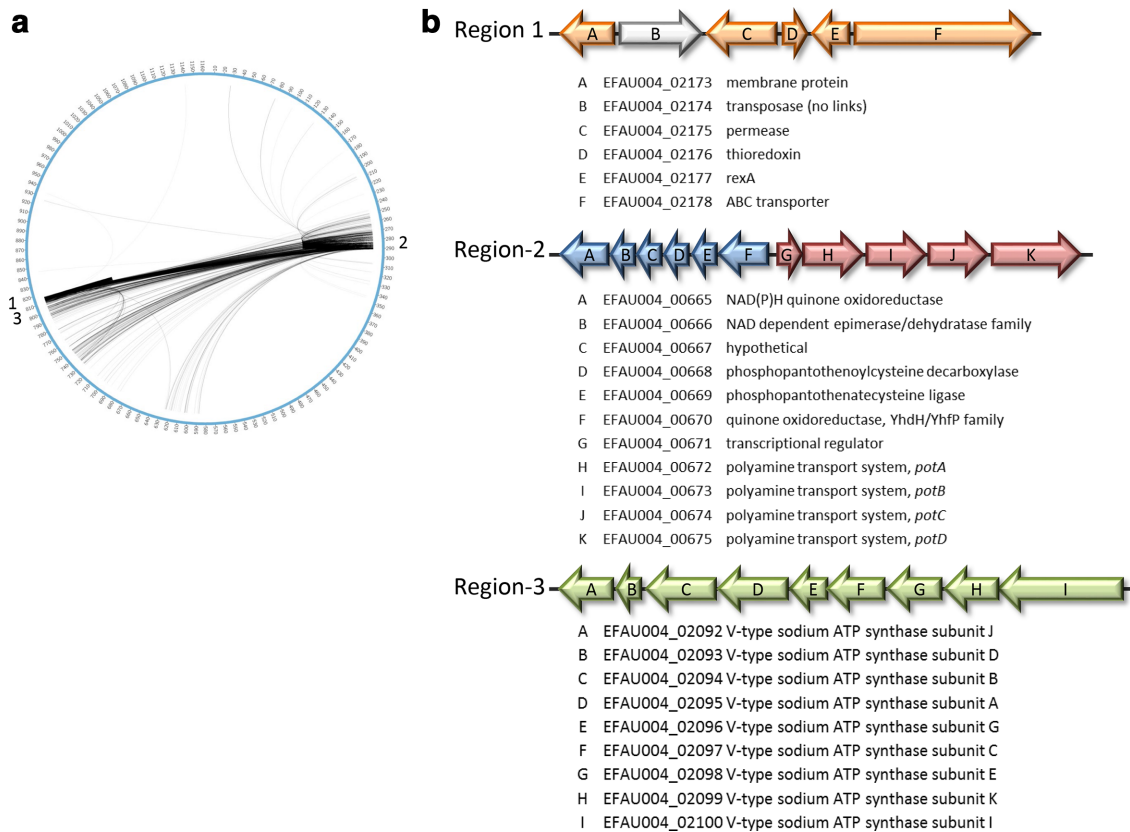 a
b
Region 1
A B C D E F
A EFAU004_02173 membrane protein
B EFAU004_02174 transposase (no links)
C EFAU004_02175 permease
D EFAU004_02176 thioredoxin
E EFAU004_02177 rexA
F EFAU004_02178 ABC transporter
2
1
3
Region-2
A B C D E F G H I J K
A EFAU004_00665 NAD(P)H quinone oxidoreductase
B EFAU004_00666 NAD dependent epimerase/dehydratase family
C EFAU004_00667 hypothetical
D EFAU004_00668 phosphopantothenoylcysteine decarboxylase
E EFAU004_00669 phosphopantothenatecysteine ligase
F EFAU004_00670 quinone oxidoreductase, YhdH/YhfP family
G EFAU004_00671 transcriptional regulator
H EFAU004_00672 polyamine transport system, potA
I EFAU004_00673 polyamine transport system, potB
J EFAU004_00674 polyamine transport system, potC
K EFAU004_00675 polyamine transport system, potD
Region-3
A B C D E F G H I
A EFAU004_02092 V-type sodium ATP synthase subunit J
B EFAU004_02093 V-type sodium ATP synthase subunit D
C EFAU004_02094 V-type sodium ATP synthase subunit B
D EFAU004_02095 V-type sodium ATP synthase subunit A
E EFAU004_02096 V-type sodium ATP synthase subunit G
F EFAU004_02097 V-type sodium ATP synthase subunit C
G EFAU004_02098 V-type sodium ATP synthase subunit E
H EFAU004_02099 V-type sodium ATP synthase subunit K
I EFAU004_02100 V-type sodium ATP synthase subunit I